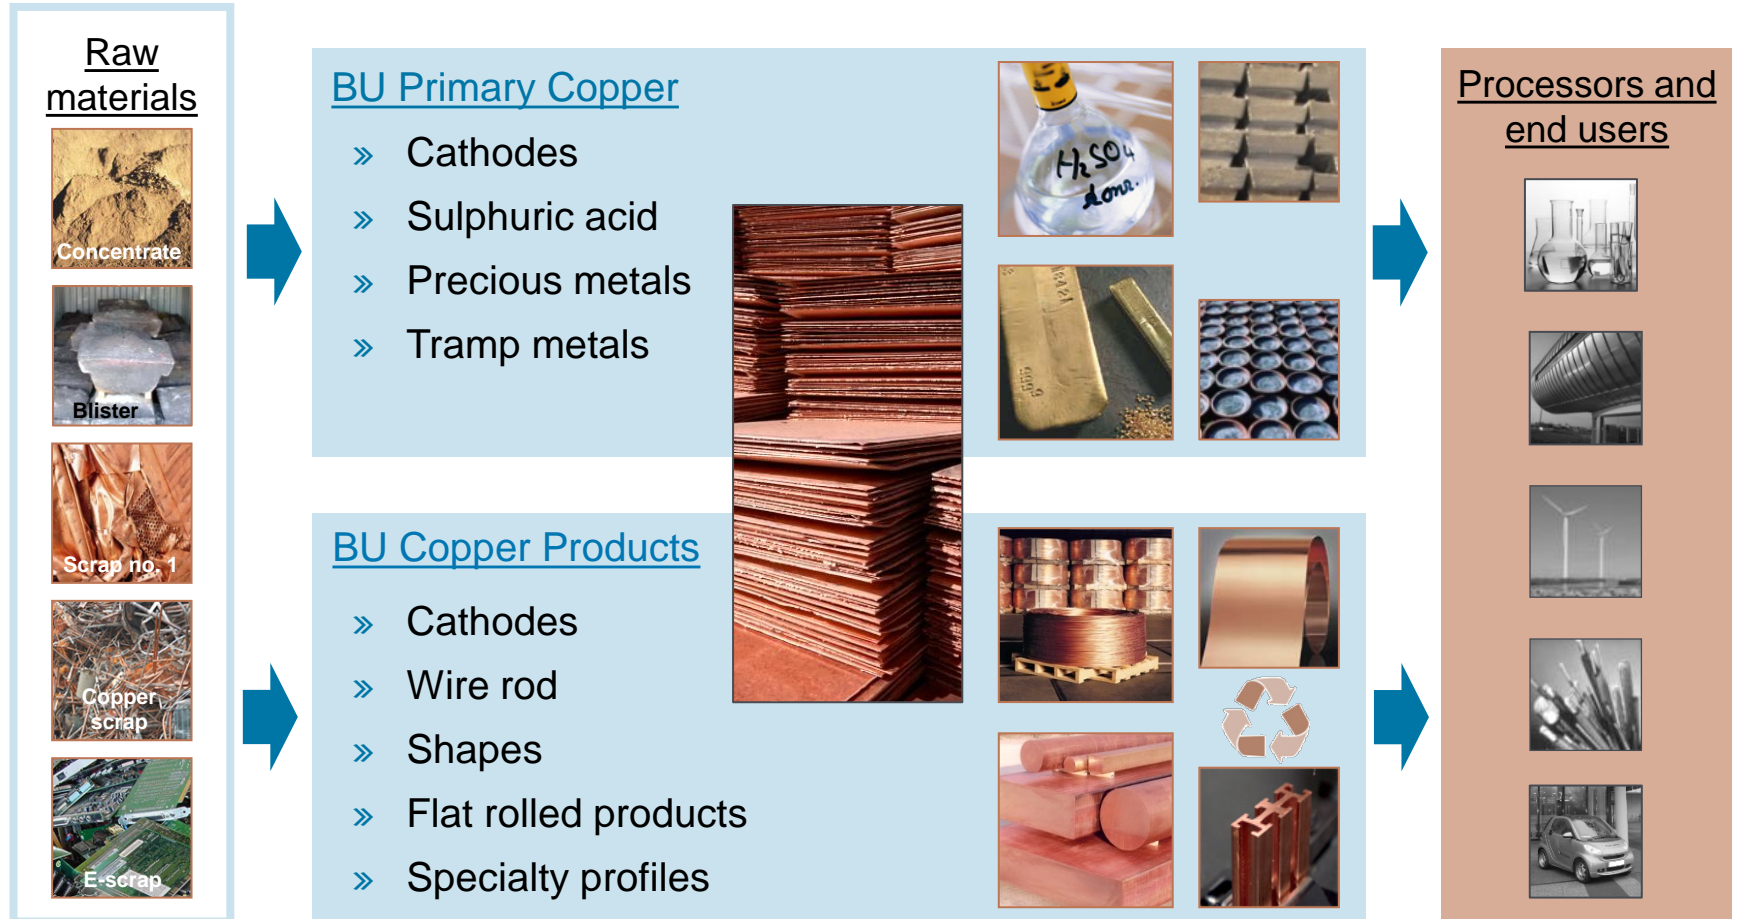 Raw
materials
Concentrate
Blister
Scrap no. 1
Copper
scrap
E-scrap
BU Primary Copper
» Cathodes
» Sulphuric acid
» Precious metals
» Tramp metals
H₂SO₄
konz.
999,9
BU Copper Products
» Cathodes
» Wire rod
» Shapes
» Flat rolled products
» Specialty profiles
Processors and
end users